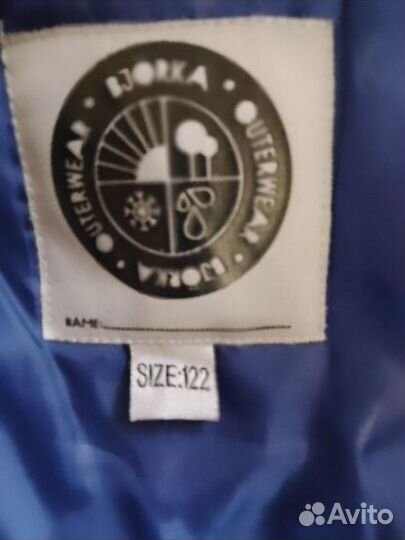 BJORKA · OUTERWEAR · BJORKA · OUTERWEAR ·
NAME:
SIZE:122
Avito